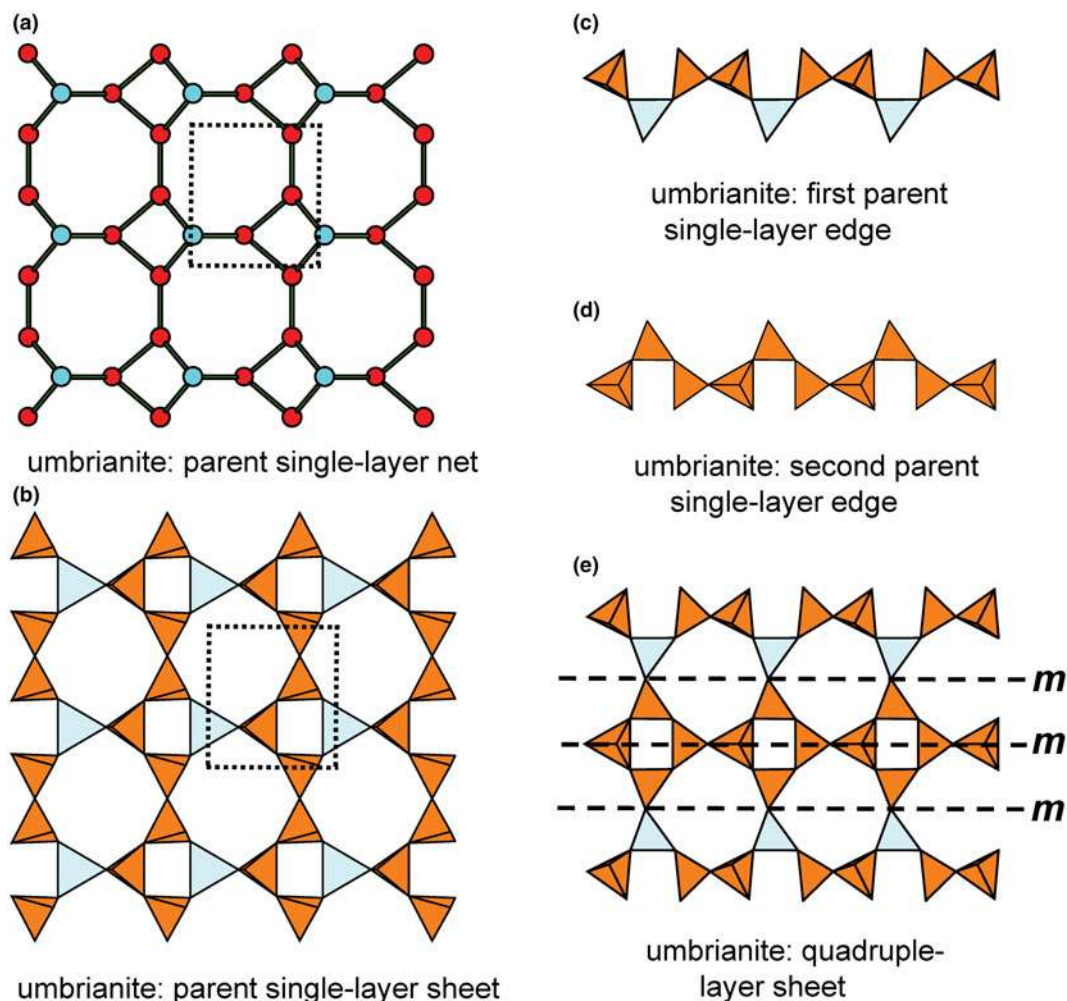 (a)
umbrianite: parent single-layer net
(b)
umbrianite: parent single-layer sheet
(c)
umbrianite: first parent
single-layer edge
(d)
umbrianite: second parent
single-layer edge
(e)
m
m
m
umbrianite: quadruple-
layer sheet